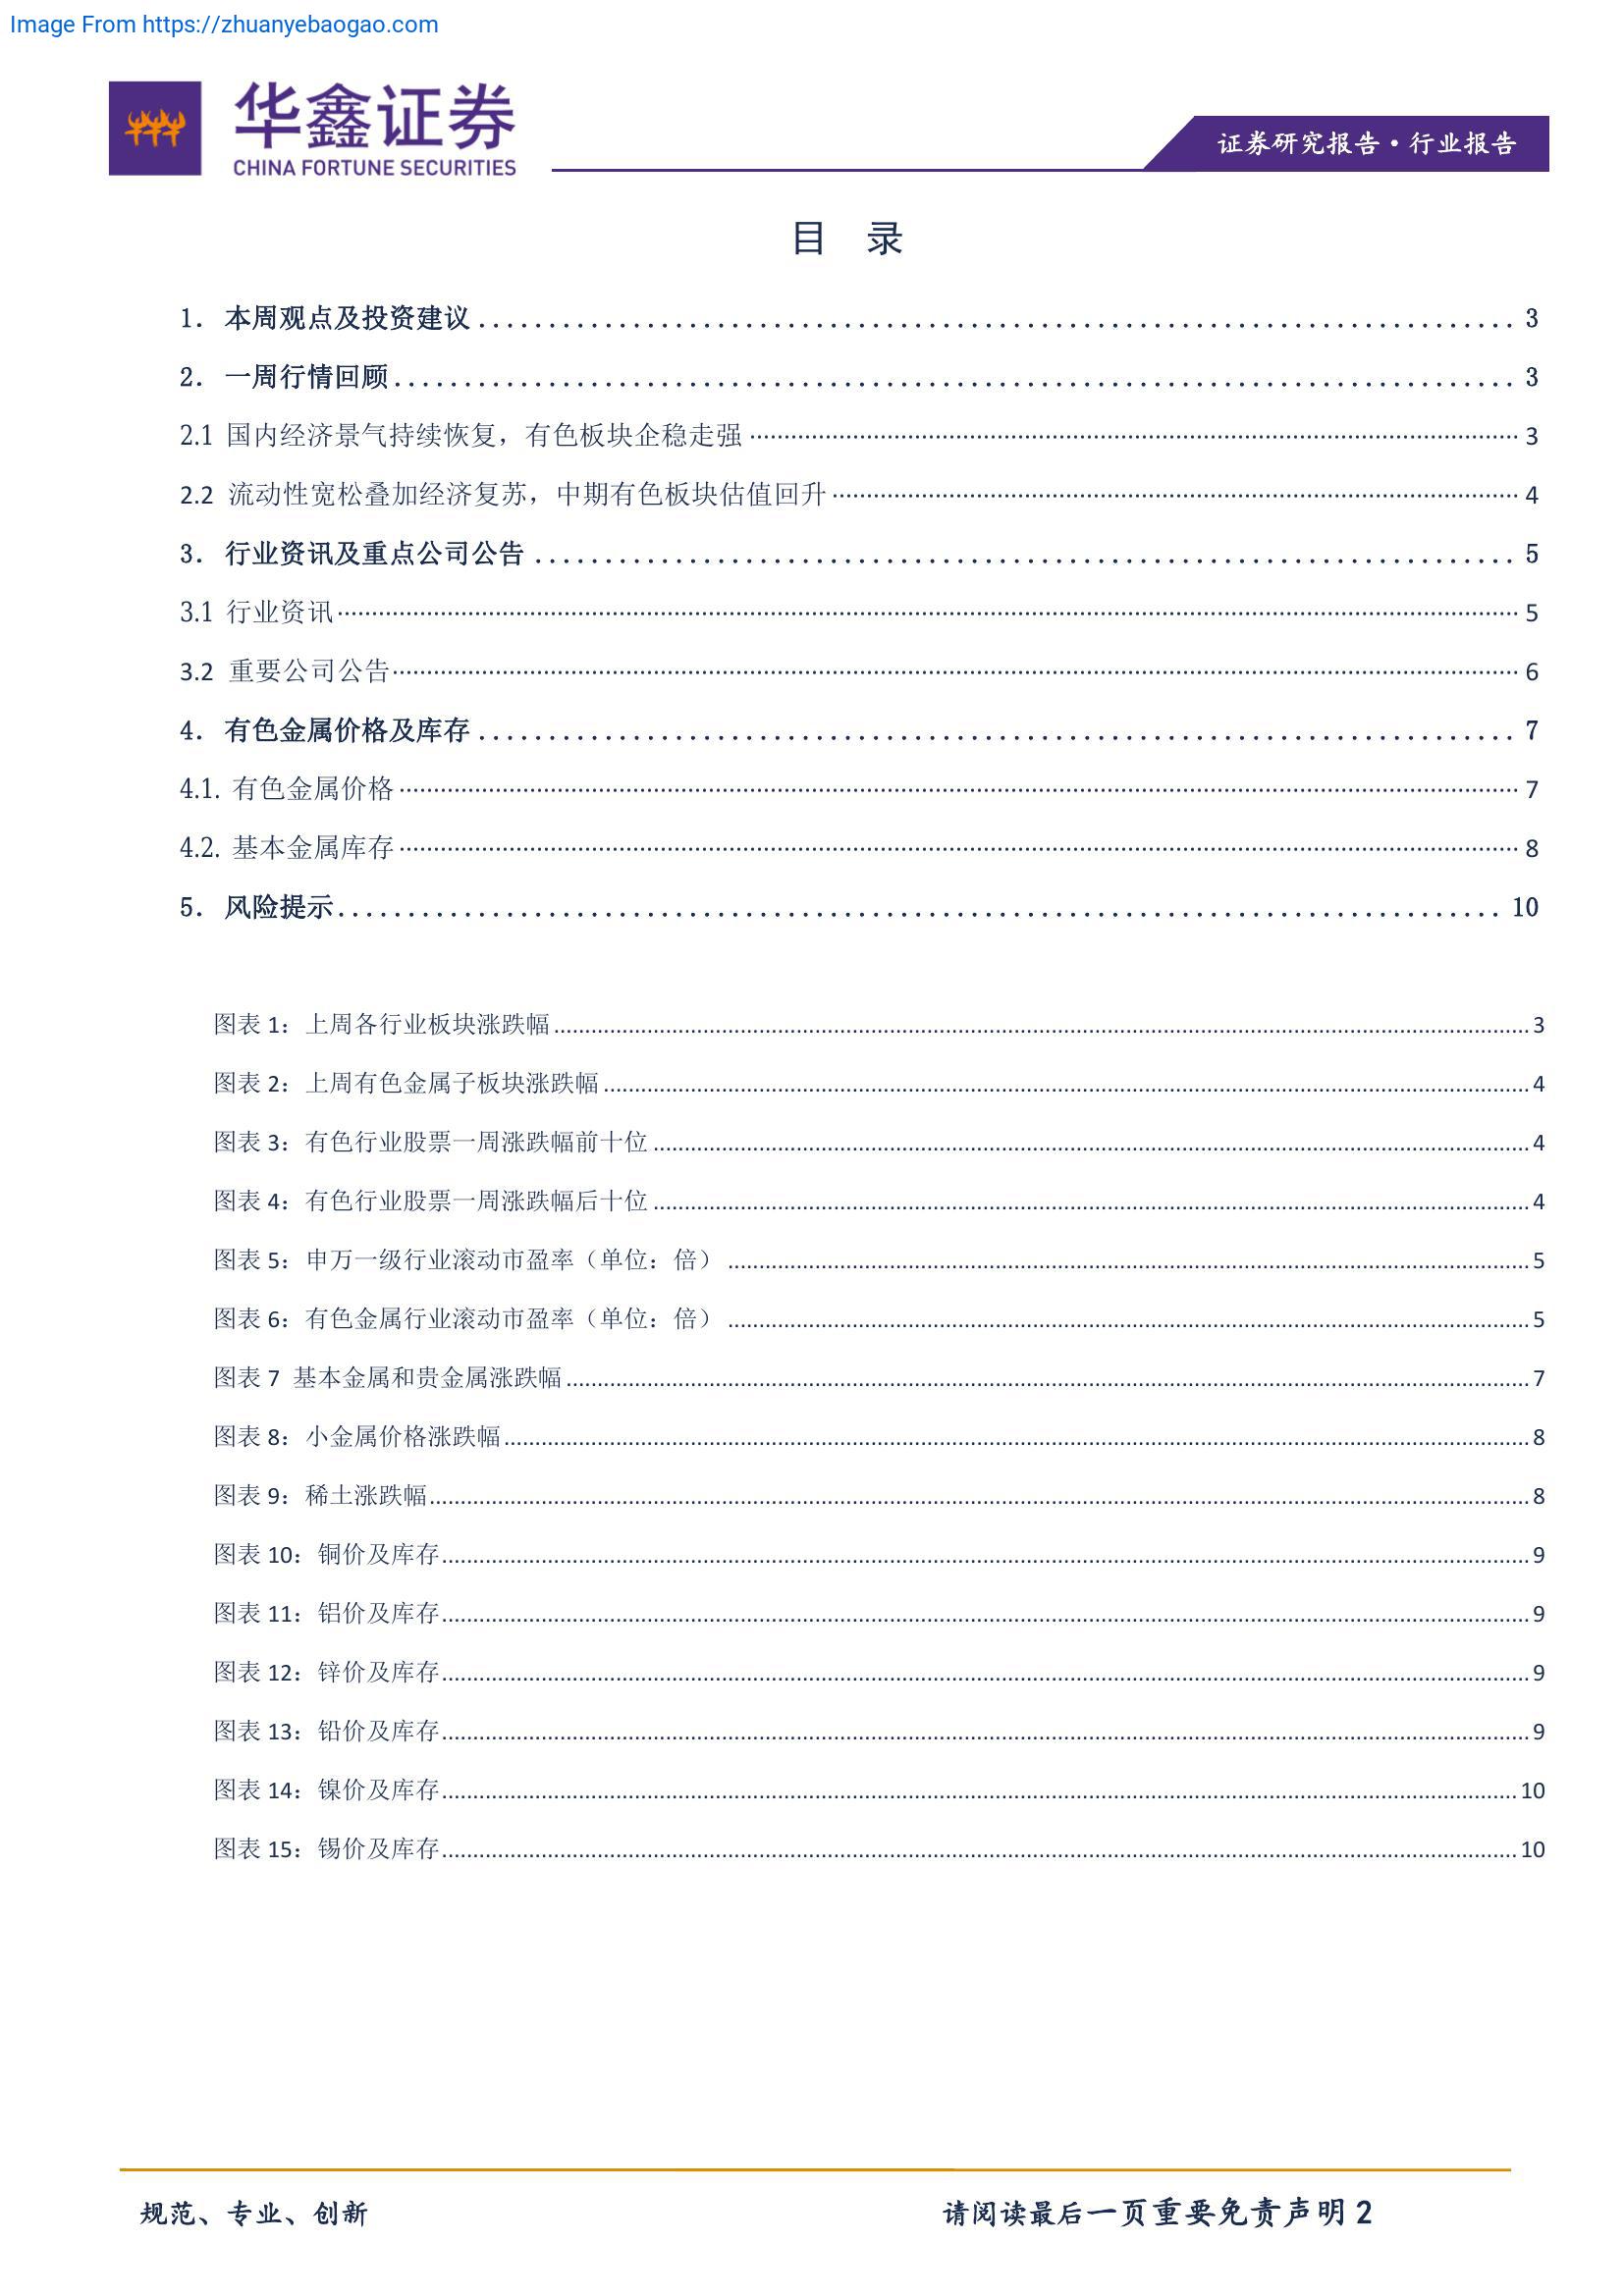 Image From https://zhuanyebaogao.com
华鑫证券
CHINA FORTUNE SECURITIES
证券研究报告·行业报告
目 录
1. 本周观点及投资建议 3
2. 一周行情回顾 3
2.1 国内经济景气持续恢复，有色板块企稳走强 3
2.2 流动性宽松叠加经济复苏，中期有色板块估值回升 4
3. 行业资讯及重点公司公告 5
3.1 行业资讯 5
3.2 重要公司公告 6
4. 有色金属价格及库存 7
4.1. 有色金属价格 7
4.2. 基本金属库存 8
5. 风险提示 10
图表 1：上周各行业板块涨跌幅 3
图表 2：上周有色金属子板块涨跌幅 4
图表 3：有色行业股票一周涨跌幅前十位 4
图表 4：有色行业股票一周涨跌幅后十位 4
图表 5：申万一级行业滚动市盈率（单位：倍） 5
图表 6：有色金属行业滚动市盈率（单位：倍） 5
图表 7 基本金属和贵金属涨跌幅 7
图表 8：小金属价格涨跌幅 8
图表 9：稀土涨跌幅 8
图表 10：铜价及库存 9
图表 11：铝价及库存 9
图表 12：锌价及库存 9
图表 13：铅价及库存 9
图表 14：镍价及库存 10
图表 15：锡价及库存 10
规范、专业、创新 请阅读最后一页重要免责声明 2